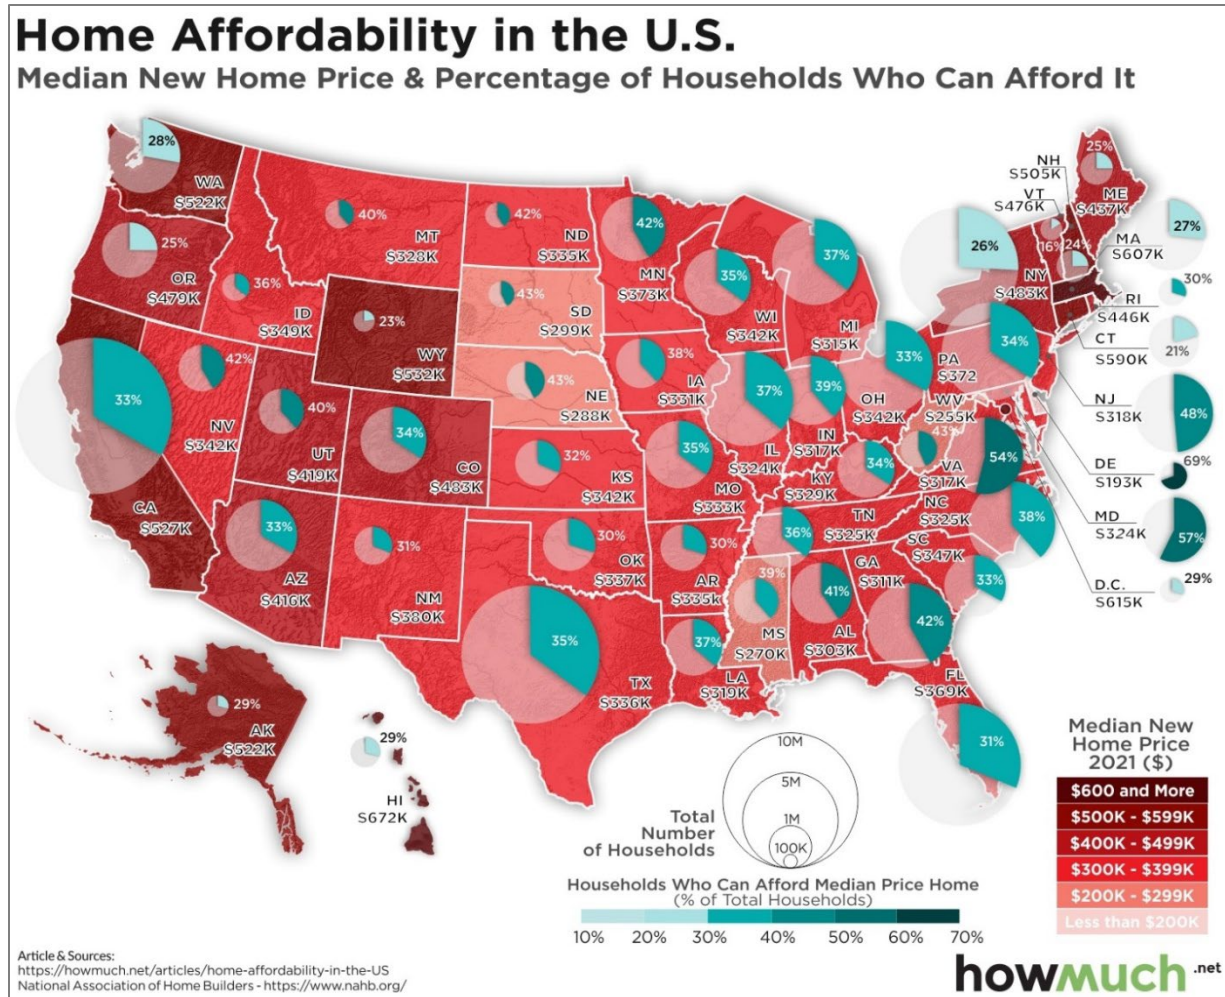 Home Affordability in the U.S.
Median New Home Price & Percentage of Households Who Can Afford It
28%
WA
$522K
25%
OR
$479K
36%
ID
$349K
40%
MT
$328K
42%
ND
$335K
43%
SD
$299K
23%
WY
$532K
43%
NE
$288K
42%
MN
$373K
35%
WI
$342K
37%
MI
$315K
38%
IA
$331K
33%
CA
$527K
42%
NV
$342K
40%
UT
$419K
34%
CO
$483K
32%
KS
$342K
35%
MO
$333K
37%
IL
$324K
39%
IN
$317K
33%
OH
$342K
34%
PA
$372
26%
NY
$483K
VT
$476K
16%
NH
$505K
24%
25%
ME
$437K
MA
$607K
27%
RI
$446K
30%
CT
$590K
21%
NJ
$318K
48%
DE
$193K
69%
MD
$324K
57%
D.C.
$615K
29%
WV
$255K
43%
54%
VA
$317K
34%
KY
$329K
36%
TN
$325K
38%
NC
$325K
SC
$347K
33%
GA
$311K
42%
41%
AL
$303K
39%
MS
$270K
37%
LA
$319K
30%
AR
$335k
30%
OK
$337K
35%
TX
$336K
31%
NM
$380K
33%
AZ
$416K
FL
$369K
31%
29%
AK
$522K
29%
HI
$672K
Total
Number
of Households
10M
5M
1M
100K
Households Who Can Afford Median Price Home
(% of Total Households)
10% 20% 30% 40% 50% 60% 70%
Median New
Home Price
2021 ($)
$600 and More
$500K - $599K
$400K - $499K
$300K - $399K
$200K - $299K
Less than $200K
Article & Sources:
https://howmuch.net/articles/home-affordability-in-the-US
National Association of Home Builders - https://www.nahb.org/
howmuch.net